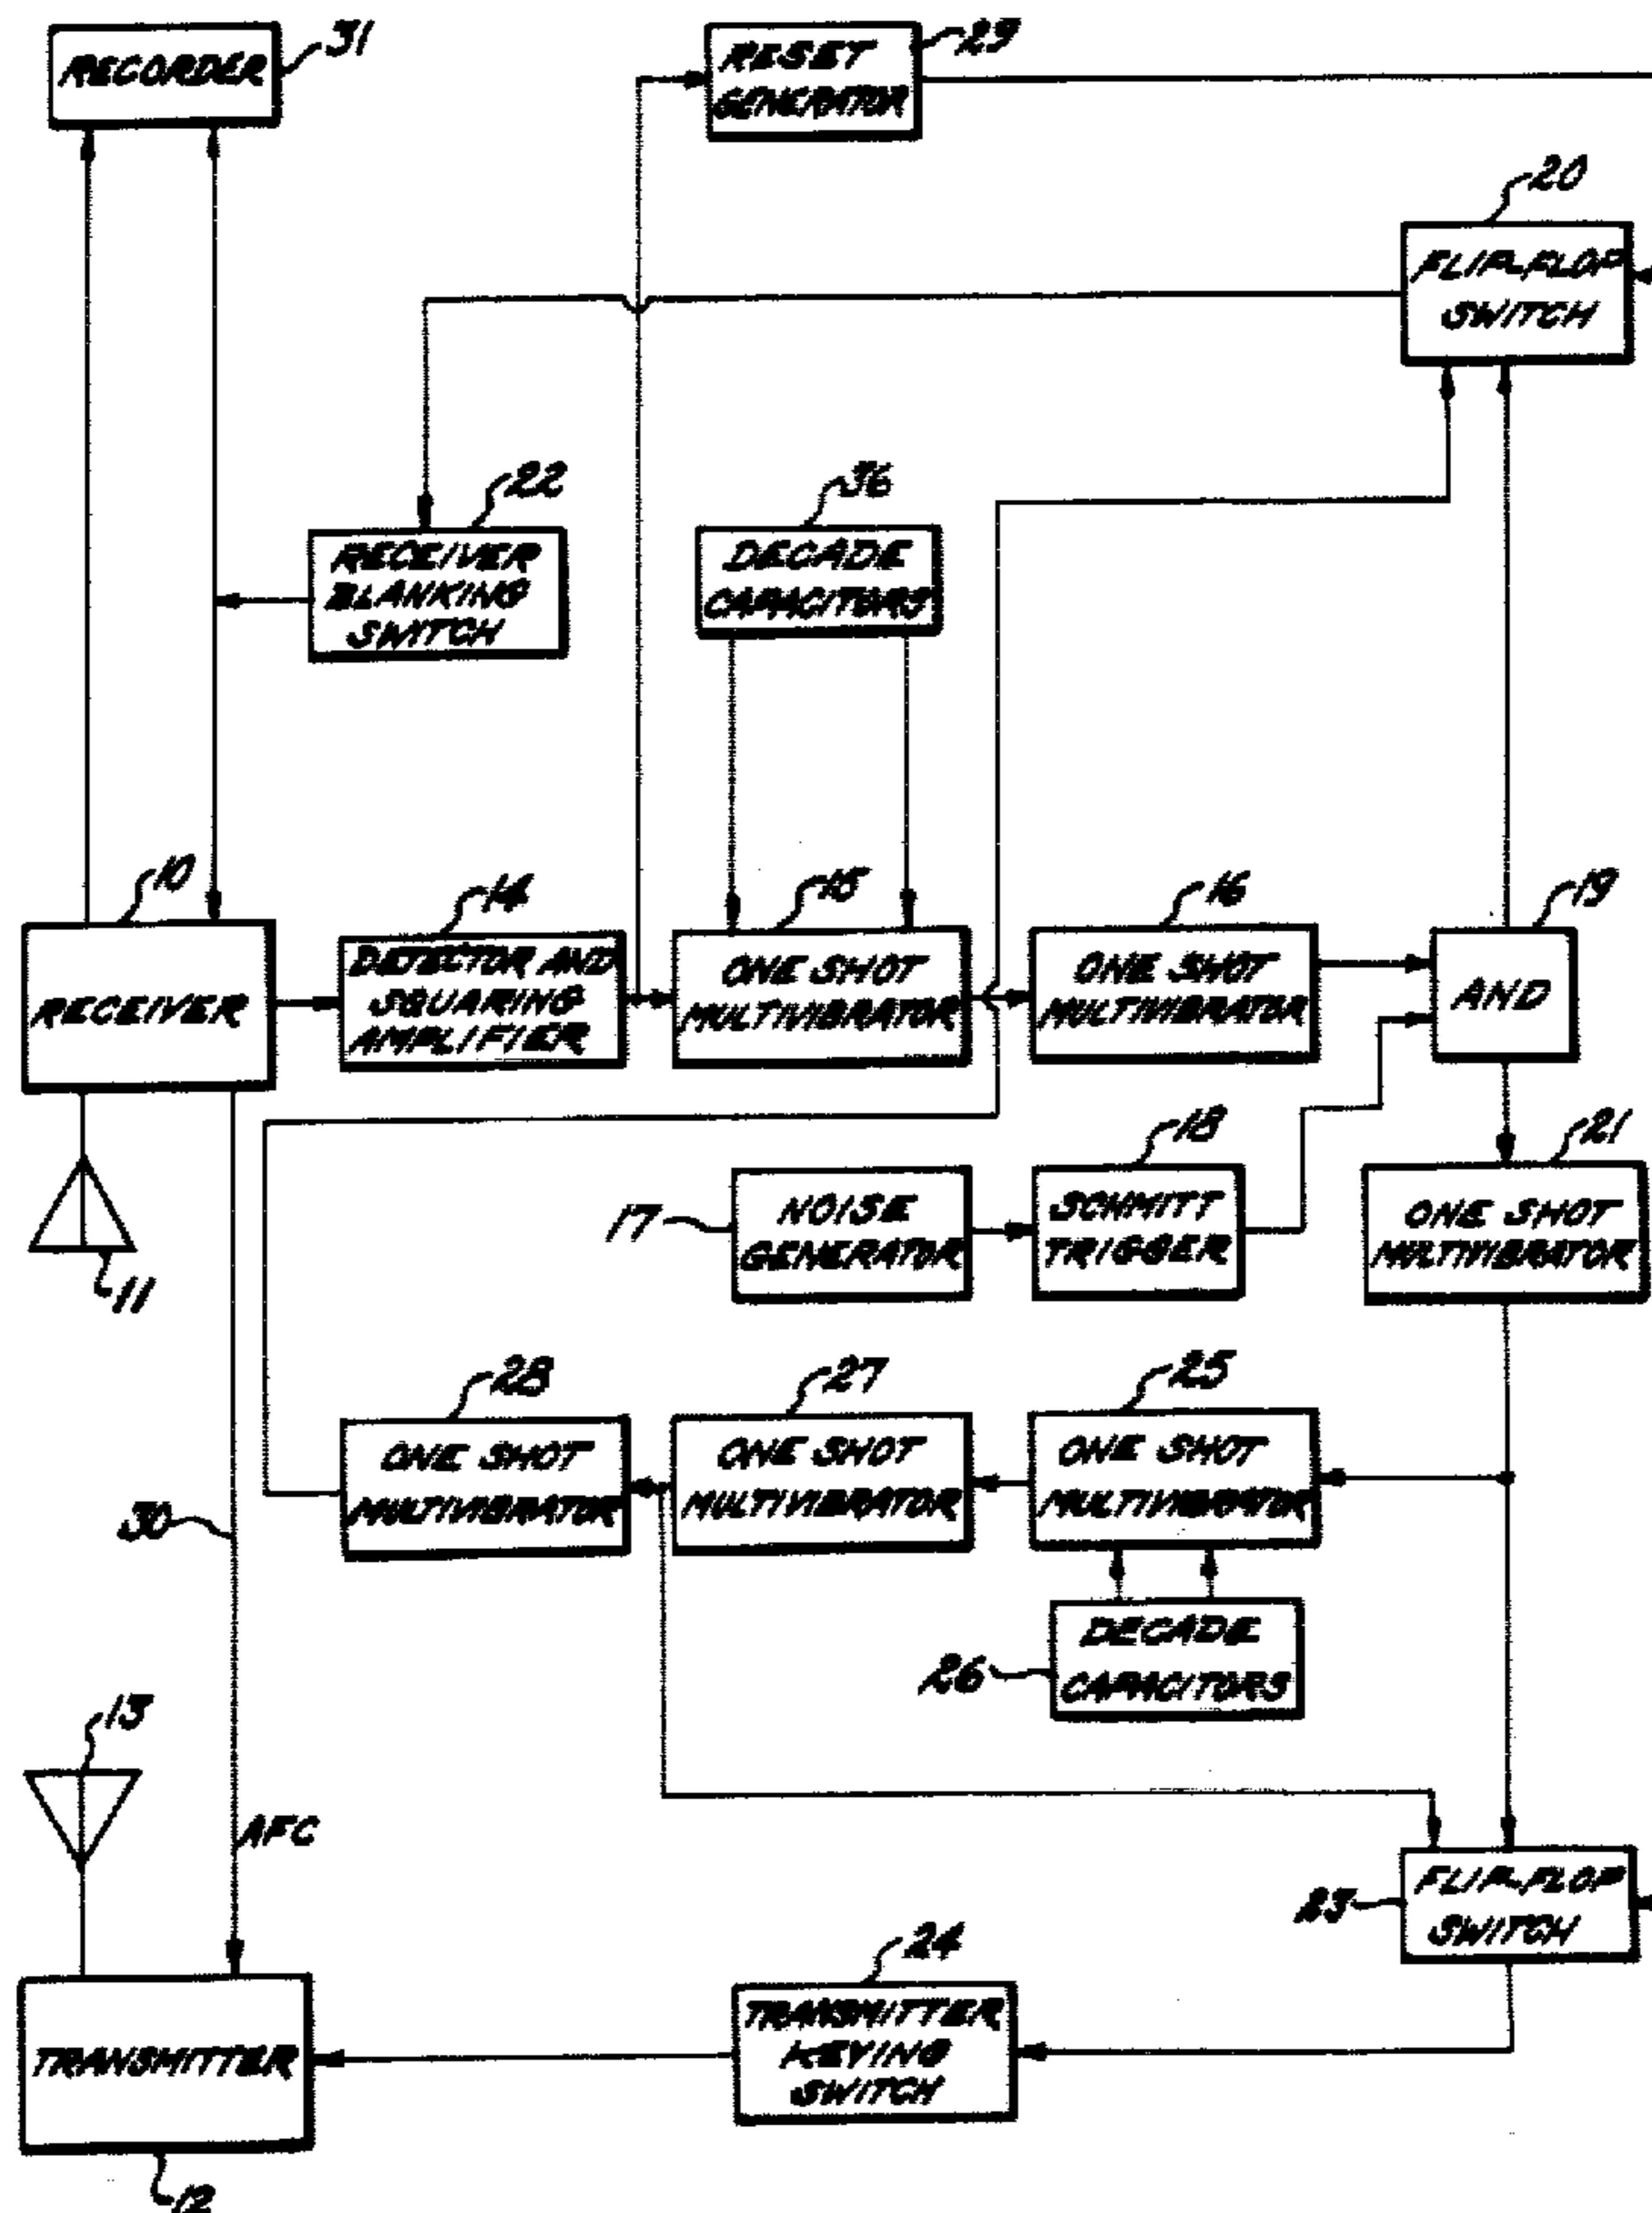 RECORDER
31
RESET
GENERATOR
29
20
FLIP-FLOP
SWITCH
22
RECEIVER
BLANKING
SWITCH
36
DECADE
CAPACITORS
10
RECEIVER
14
DETECTOR AND
SQUARING
AMPLIFIER
15
ONE SHOT
MULTIVIBRATOR
16
ONE SHOT
MULTIVIBRATOR
19
AND
11
17
NOISE
GENERATOR
18
SCHMITT
TRIGGER
21
ONE SHOT
MULTIVIBRATOR
28
ONE SHOT
MULTIVIBRATOR
27
ONE SHOT
MULTIVIBRATOR
25
ONE SHOT
MULTIVIBRATOR
30
26
DECADE
CAPACITORS
13
AFC
23
FLIP-FLOP
SWITCH
24
TRANSMITTER
KEYING
SWITCH
TRANSMITTER
12